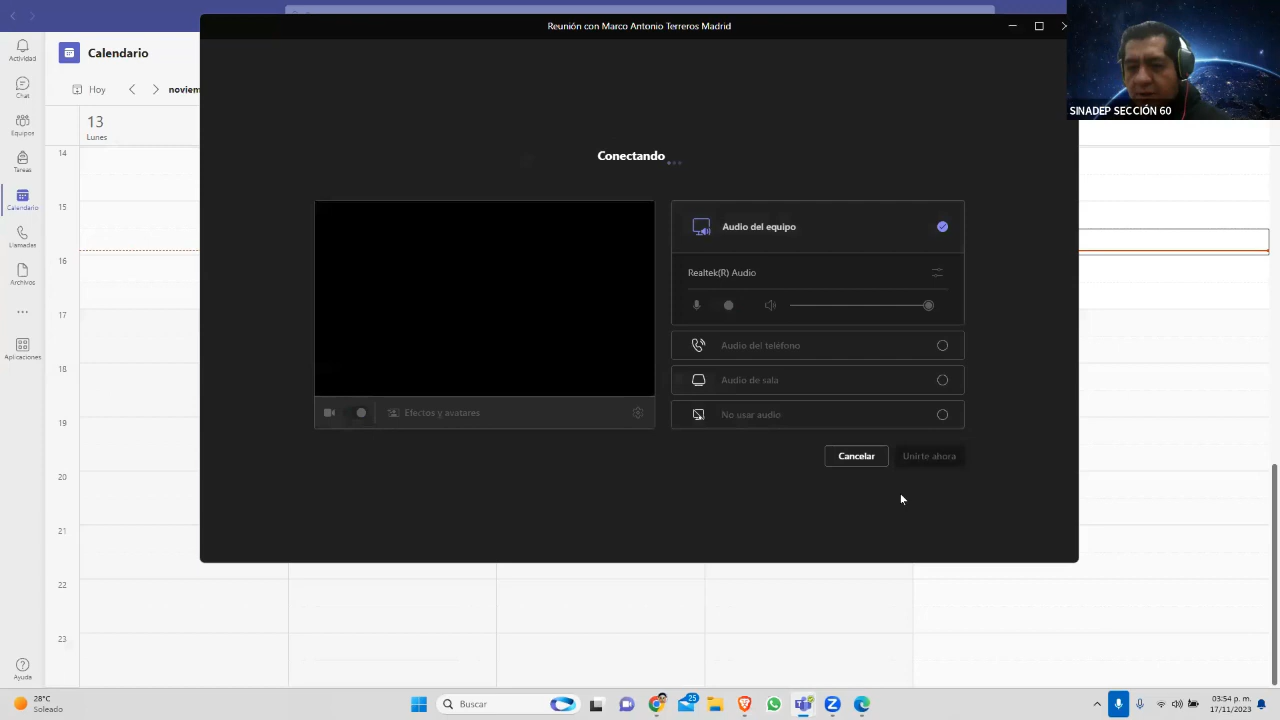 Reunión con Marco Antonio Terreros Madrid
SINADEP SECCIÓN 60
Actividad
Chat
Equipos
Tareas
Calendario
Llamadas
Archivos
Aplicaciones
Ayuda
Calendario
Hoy
noviem
13
Lunes
14
15
16
17
18
19
20
21
22
23
Conectando
Efectos y avatares
Audio del equipo
Realtek(R) Audio
Audio del teléfono
Audio de sala
No usar audio
Cancelar
Unirte ahora
28°C
Soleado
Buscar
25
03:54 p. m.
17/11/2023